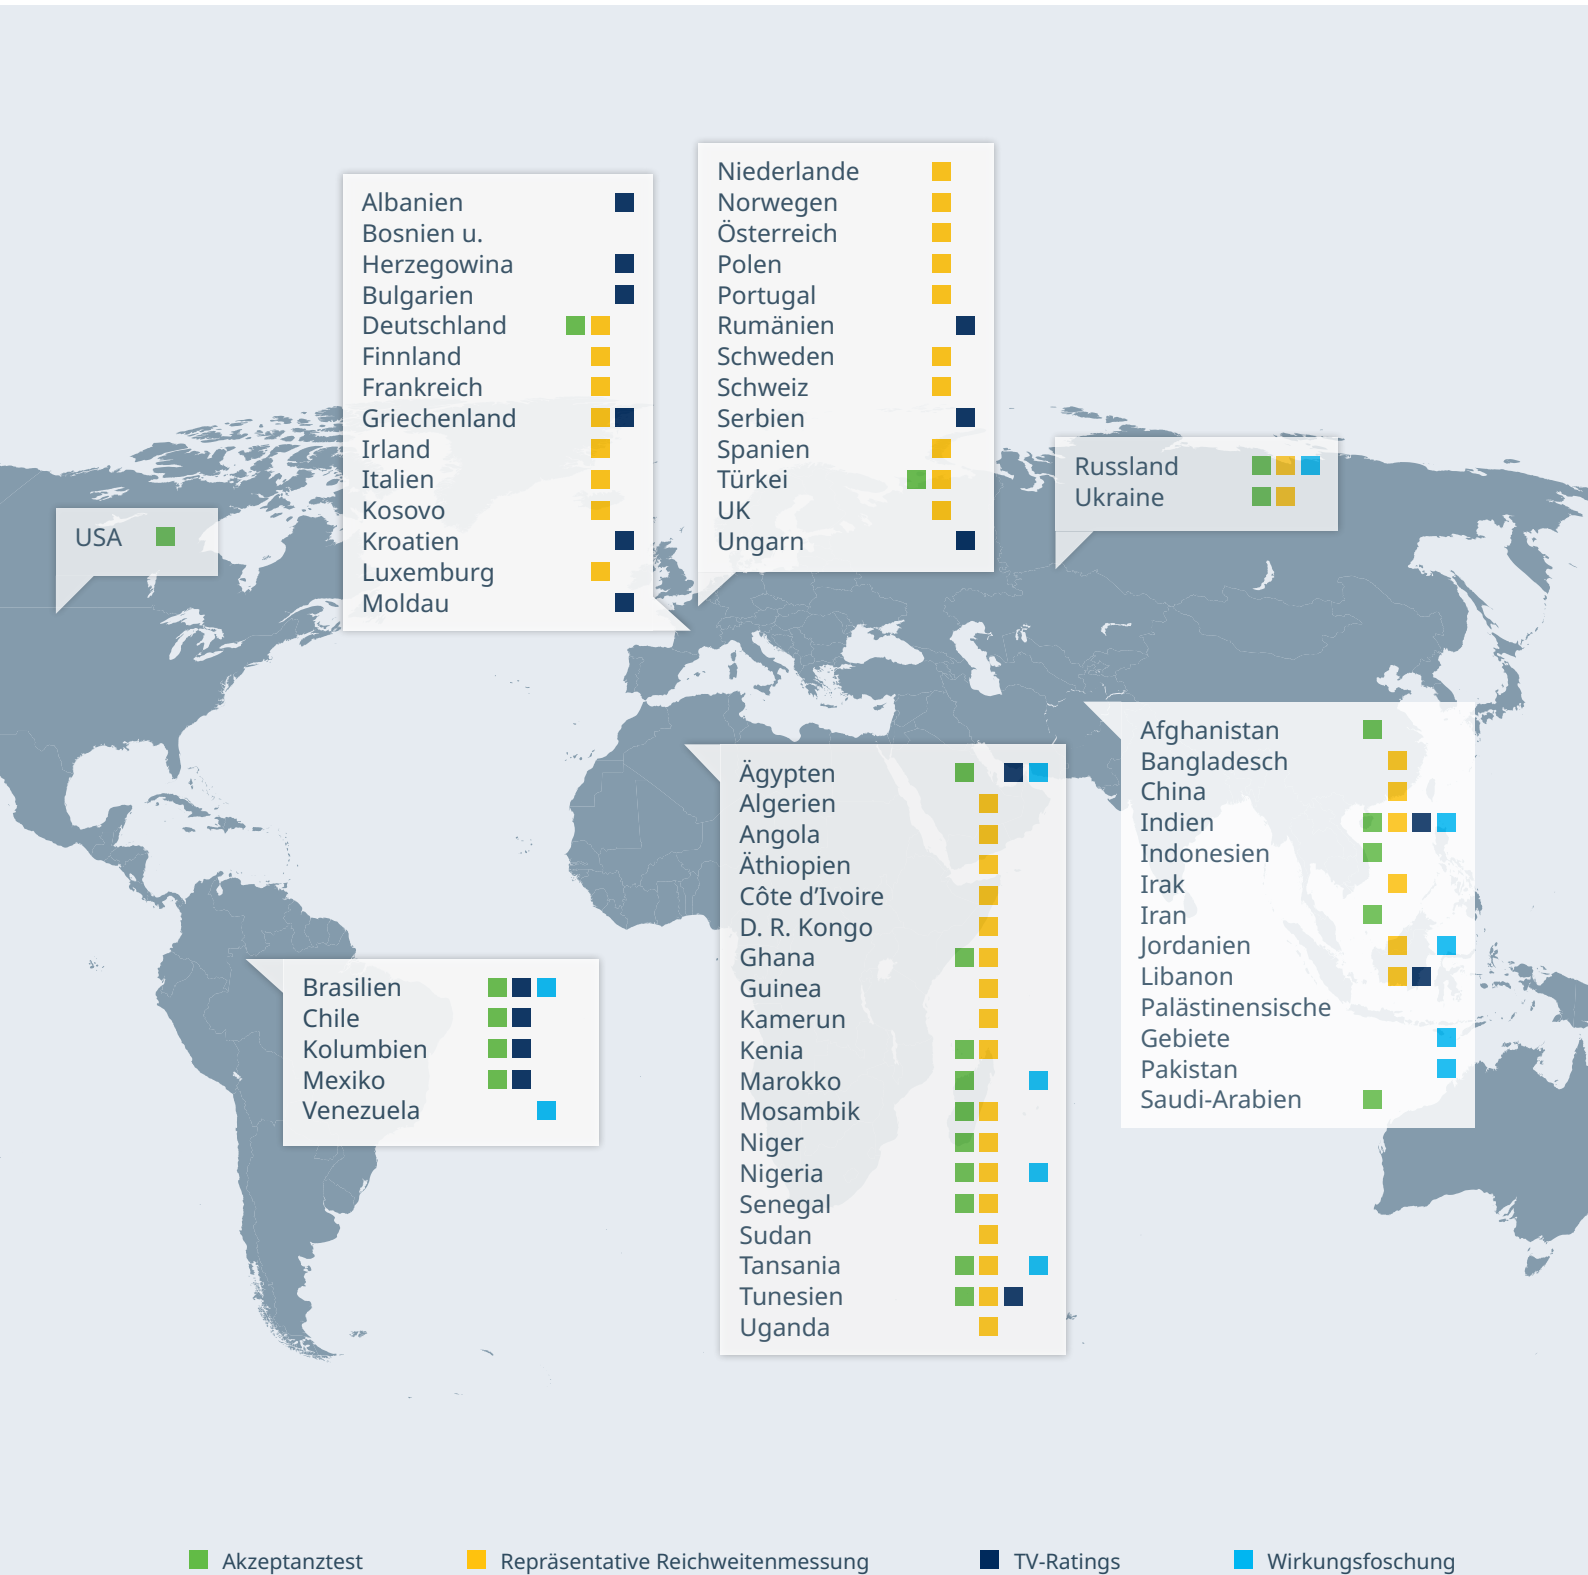 Albanien
Bosnien u.
Herzegowina
Bulgarien
Deutschland
Finnland
Frankreich
Griechenland
Irland
Italien
Kosovo
Kroatien
Luxemburg
Moldau
Niederlande
Norwegen
Österreich
Polen
Portugal
Rumänien
Schweden
Schweiz
Serbien
Spanien
Türkei
UK
Ungarn
Russland
Ukraine
USA
Afghanistan
Bangladesch
China
Indien
Indonesien
Irak
Iran
Jordanien
Libanon
Palästinensische
Gebiete
Pakistan
Saudi-Arabien
Ägypten
Algerien
Angola
Äthiopien
Côte d’Ivoire
D. R. Kongo
Ghana
Guinea
Kamerun
Kenia
Marokko
Mosambik
Niger
Nigeria
Senegal
Sudan
Tansania
Tunesien
Uganda
Brasilien
Chile
Kolumbien
Mexiko
Venezuela
Akzeptanztest
Repräsentative Reichweitenmessung
TV-Ratings
Wirkungsfoschung